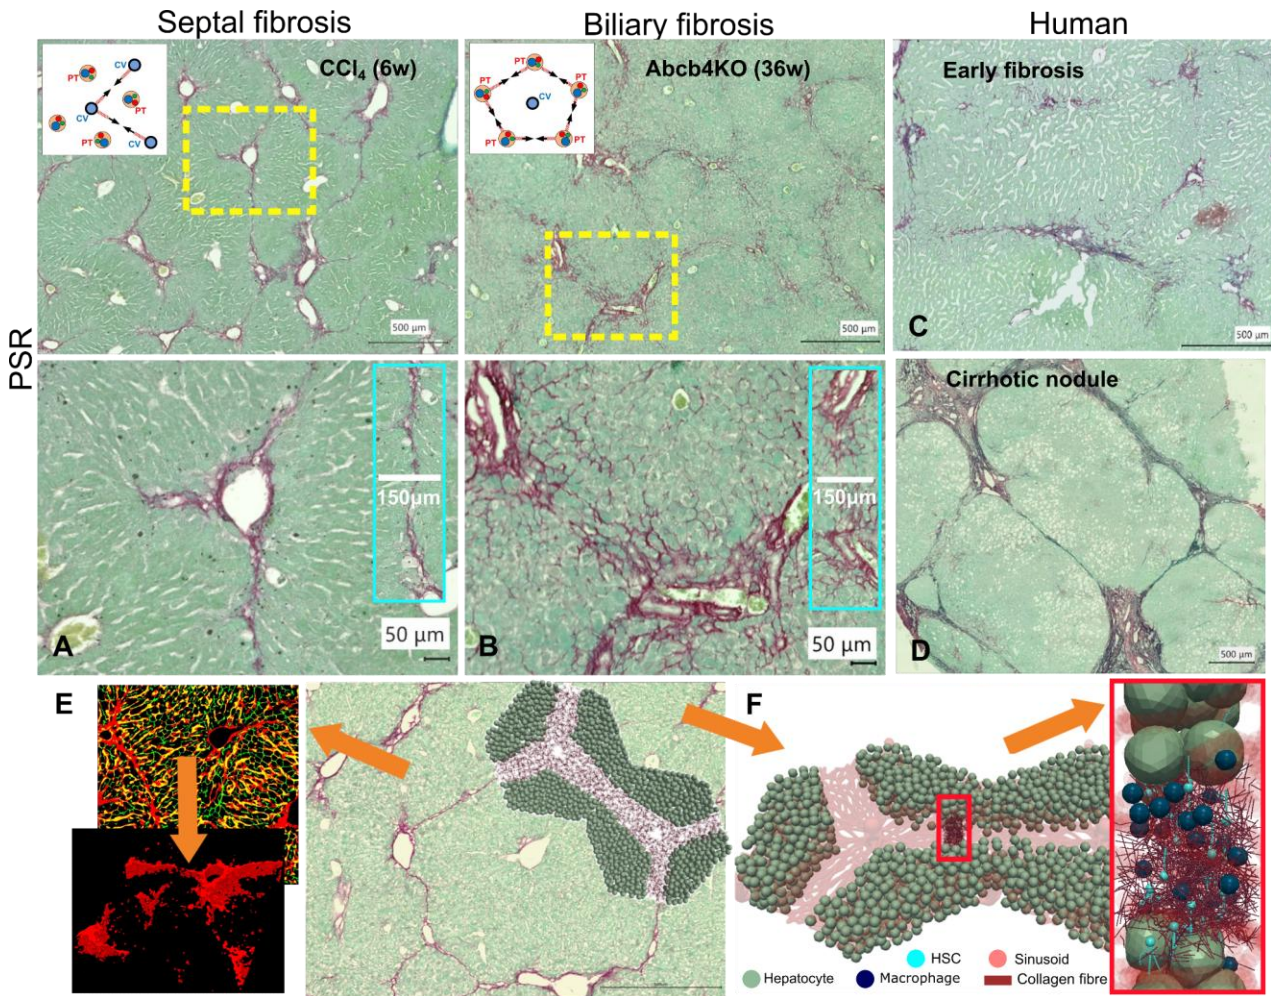 Septal fibrosis
Biliary fibrosis
Human
PSR
CCl₄ (6w)
PT
CV
CV
PT
PT
PT
CV
500 µm
Abcb4KO (36w)
PT
PT
PT
CV
PT
PT
500 µm
Early fibrosis
C
500 µm
150µm
A
50 µm
150µm
B
50 µm
Cirrhotic nodule
D
500 µm
E
F
HSC
Sinusoid
Hepatocyte
Macrophage
Collagen fibre